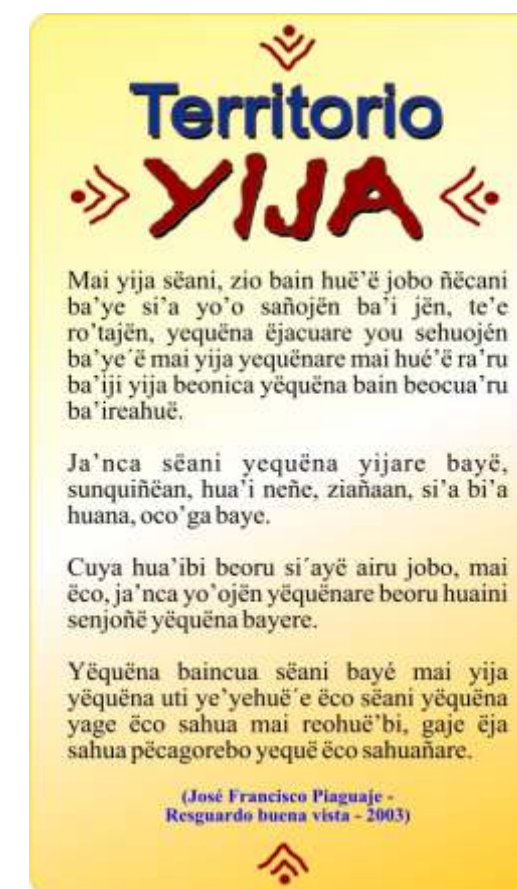 Territorio
YIJA
Mai yija sëani, zio bain huë'ë jobo ñëcani
ba'ye si'a yo'o sañojën ba'i jën, te'e
ro'tajën, yequëna ëjacuare you sehuojén
ba'ye´ë mai yija yequënare mai hué'ë ra'ru
ba'iji yija beonica yëquëna bain beocua'ru
ba'ireahuë.
Ja'nca sëani yequëna yijare bayë,
sunquiñëan, hua'i neñe, ziañaan, si'a bi'a
huana, oco'ga baye.
Cuya hua'ibi beoru si´ayë airu jobo, mai
ëco, ja'nca yo'ojën yëquënare beoru huaini
senjoñë yëquëna bayere.
Yëquëna baincua sëani bayé mai yija
yëquëna uti ye'yehuë´e ëco sëani yëquëna
yage ëco sahua mai reohuë'bi, gaje ëja
sahua pëcagorebo yequë ëco sahuañare.
(José Francisco Piaguaje -
Resguardo buena vista - 2003)